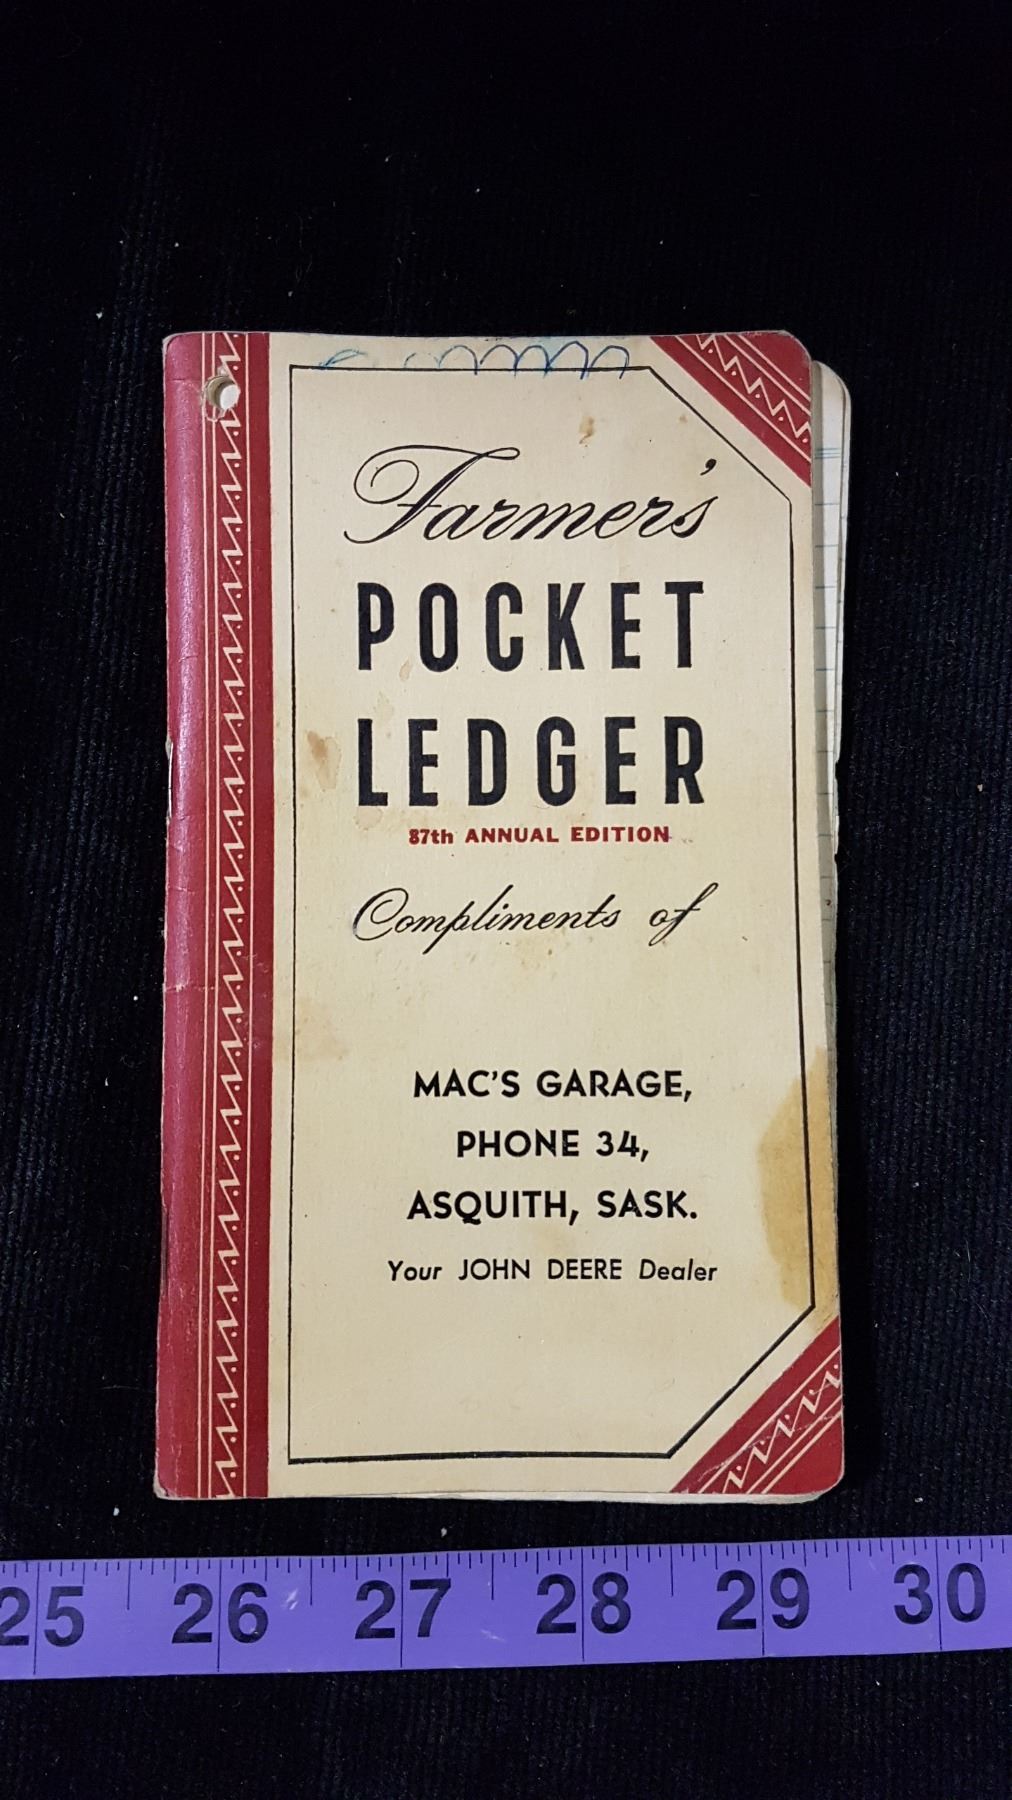 Farmer's
POCKET
LEDGER
87th ANNUAL EDITION
Compliments of
MAC'S GARAGE,
PHONE 34,
ASQUITH, SASK.
Your JOHN DEERE Dealer
25 26 27 28 29 30